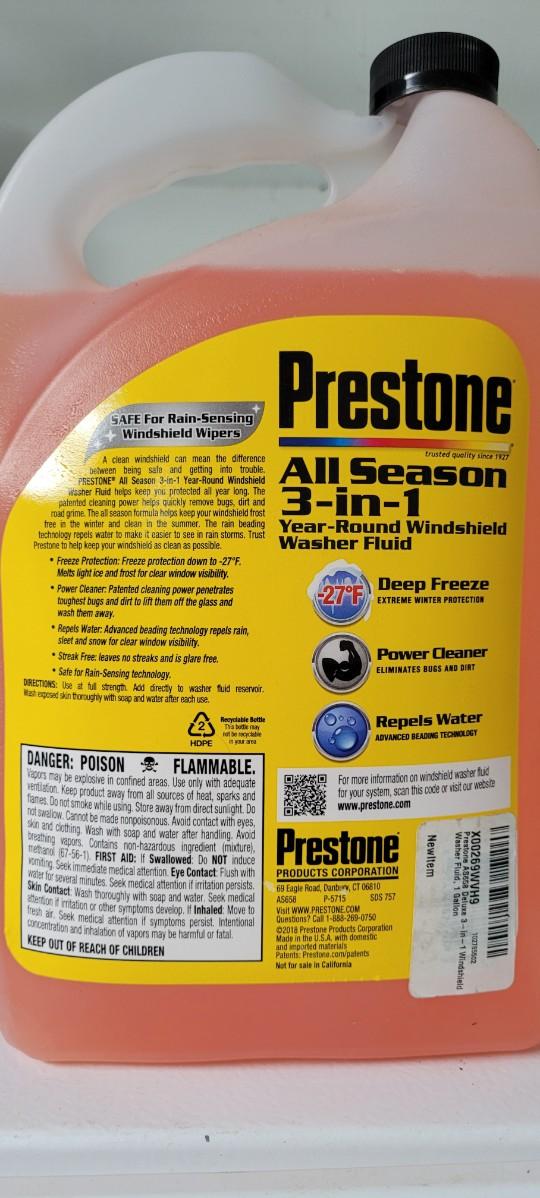 SAFE For Rain-Sensing
Windshield Wipers
A clean windshield can mean the difference
between being safe and getting into trouble.
PRESTONE® All Season 3-in-1 Year-Round Windshield
Washer Fluid helps keep you protected all year long. The
patented cleaning power helps quickly remove bugs, dirt and
road grime. The all season formula helps keep your windshield frost
free in the winter and clean in the summer. The rain beading
technology repels water to make it easier to see in rain storms. Trust
Prestone to help keep your windshield as clean as possible.
• Freeze Protection: Freeze protection down to -27°F.
Melts light ice and frost for clear window visibility.
• Power Cleaner: Patented cleaning power penetrates
toughest bugs and dirt to lift them off the glass and
wash them away.
• Repels Water: Advanced beading technology repels rain,
sleet and snow for clear window visibility.
• Streak Free: leaves no streaks and is glare free.
• Safe for Rain-Sensing technology.
DIRECTIONS: Use at full strength. Add directly to washer fluid reservoir.
Wash exposed skin thoroughly with soap and water after each use.
2
HDPE
Recyclable Bottle
This bottle may
not be recyclable
in your area
DANGER: POISON FLAMMABLE.
Vapors may be explosive in confined areas. Use only with adequate
ventilation. Keep product away from all sources of heat, sparks and
flames. Do not smoke while using. Store away from direct sunlight. Do
not swallow. Cannot be made nonpoisonous. Avoid contact with eyes,
skin and clothing. Wash with soap and water after handling. Avoid
breathing vapors. Contains non-hazardous ingredient (mixture),
methanol (67-56-1). FIRST AID: If Swallowed: Do NOT induce
vomiting. Seek immediate medical attention. Eye Contact: Flush with
water for several minutes. Seek medical attention if irritation persists.
Skin Contact: Wash thoroughly with soap and water. Seek medical
attention if irritation or other symptoms develop. If Inhaled: Move to
fresh air. Seek medical attention if symptoms persist. Intentional
concentration and inhalation of vapors may be harmful or fatal.
KEEP OUT OF REACH OF CHILDREN
Prestone®
trusted quality since 1927
All Season
3-in-1
Year-Round Windshield
Washer Fluid
-27°F
Deep Freeze
EXTREME WINTER PROTECTION
Power Cleaner
ELIMINATES BUGS AND DIRT
Repels Water
ADVANCED BEADING TECHNOLOGY
For more information on windshield washer fluid
for your system, scan this code or visit our website
www.prestone.com
Prestone
PRODUCTS CORPORATION
69 Eagle Road, Danbury, CT 06810
AS658 P-5715 SDS 757
Visit WWW.PRESTONE.COM
Questions? Call 1-888-269-0750
©2018 Prestone Products Corporation
Made in the U.S.A. with domestic
and imported materials
Patents: Prestone.com/patents
Not for sale in California
X00269WVH9
Prestone AS658 Deluxe 3-in-1 Windshield
Washer Fluid, 1 Gallon
NewItem